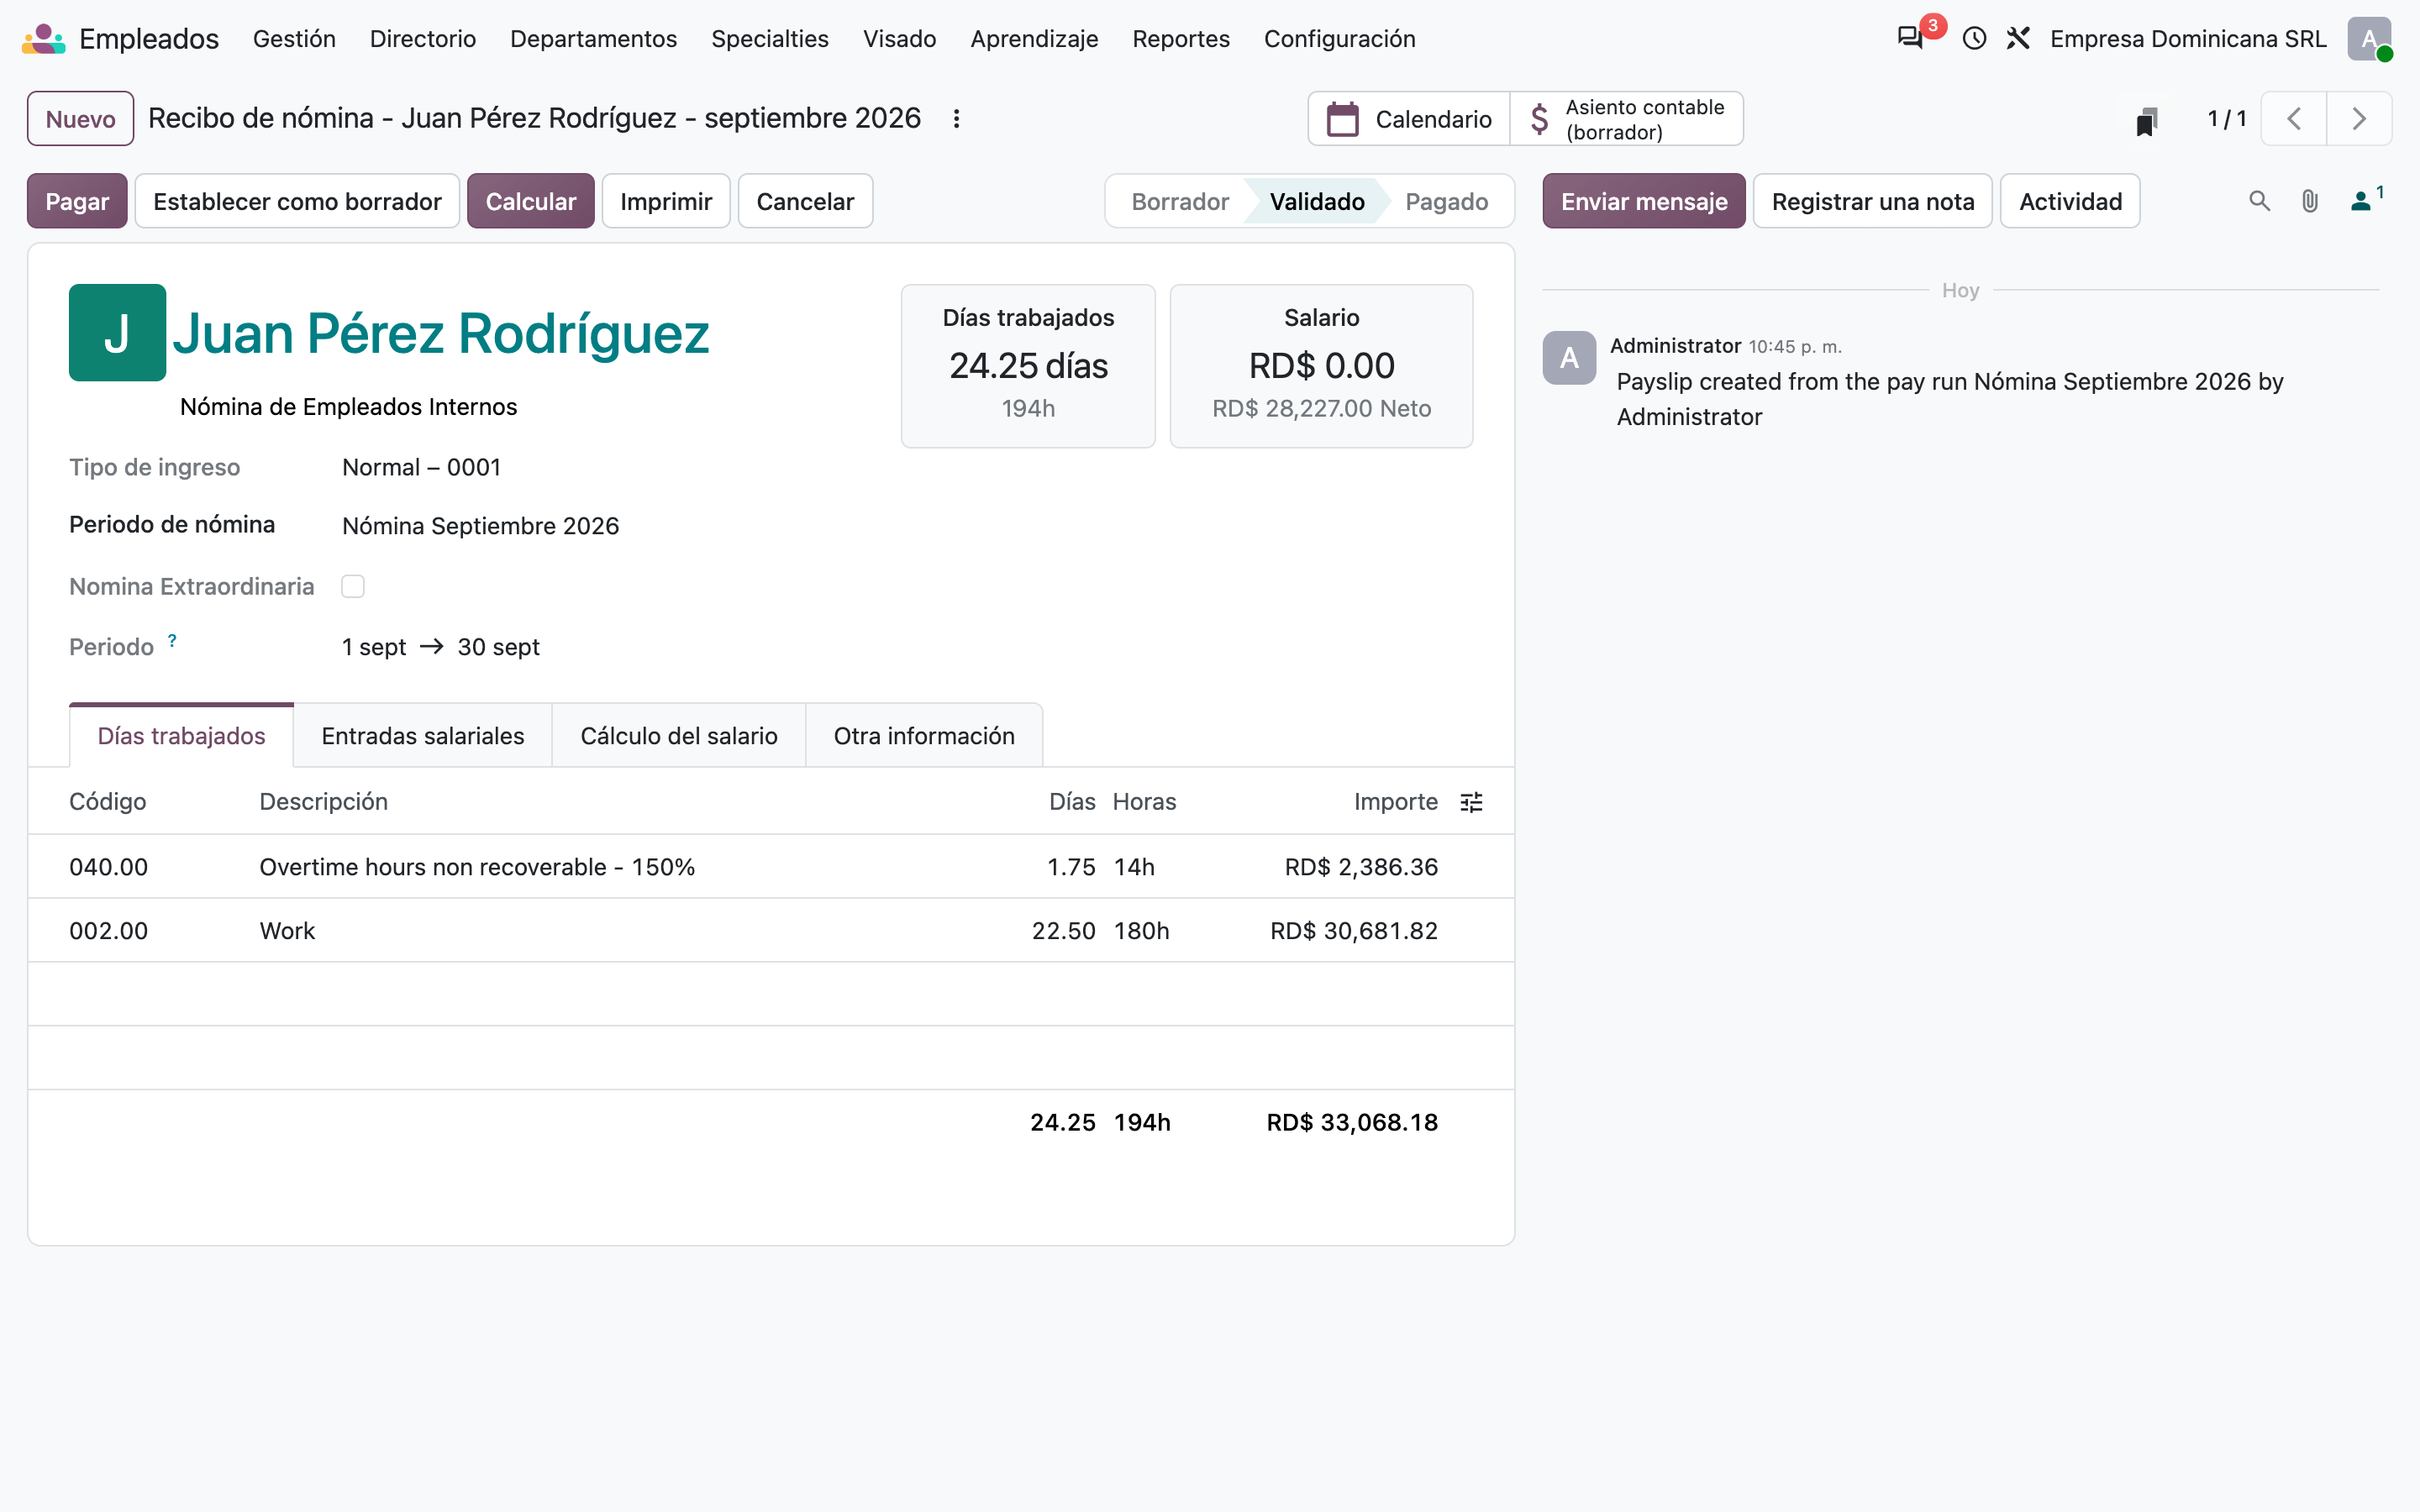 Empleados Gestión Directorio Departamentos Specialties Visado Aprendizaje Reportes Configuración 3 Empresa Dominicana SRL A
Nuevo Recibo de nómina - Juan Pérez Rodríguez - septiembre 2026 Calendario $ Asiento contable (borrador) 1 / 1
Pagar Establecer como borrador Calcular Imprimir Cancelar Borrador Validado Pagado Enviar mensaje Registrar una nota Actividad 1
J Juan Pérez Rodríguez
Nómina de Empleados Internos
Días trabajados
24.25 días
194h
Salario
RD$ 0.00
RD$ 28,227.00 Neto
Tipo de ingreso Normal – 0001
Periodo de nómina Nómina Septiembre 2026
Nomina Extraordinaria
Periodo ? 1 sept → 30 sept
Días trabajados Entradas salariales Cálculo del salario Otra información
Código Descripción Días Horas Importe
040.00 Overtime hours non recoverable - 150% 1.75 14h RD$ 2,386.36
002.00 Work 22.50 180h RD$ 30,681.82
24.25 194h RD$ 33,068.18
Hoy
A Administrator 10:45 p. m.
Payslip created from the pay run Nómina Septiembre 2026 by
Administrator